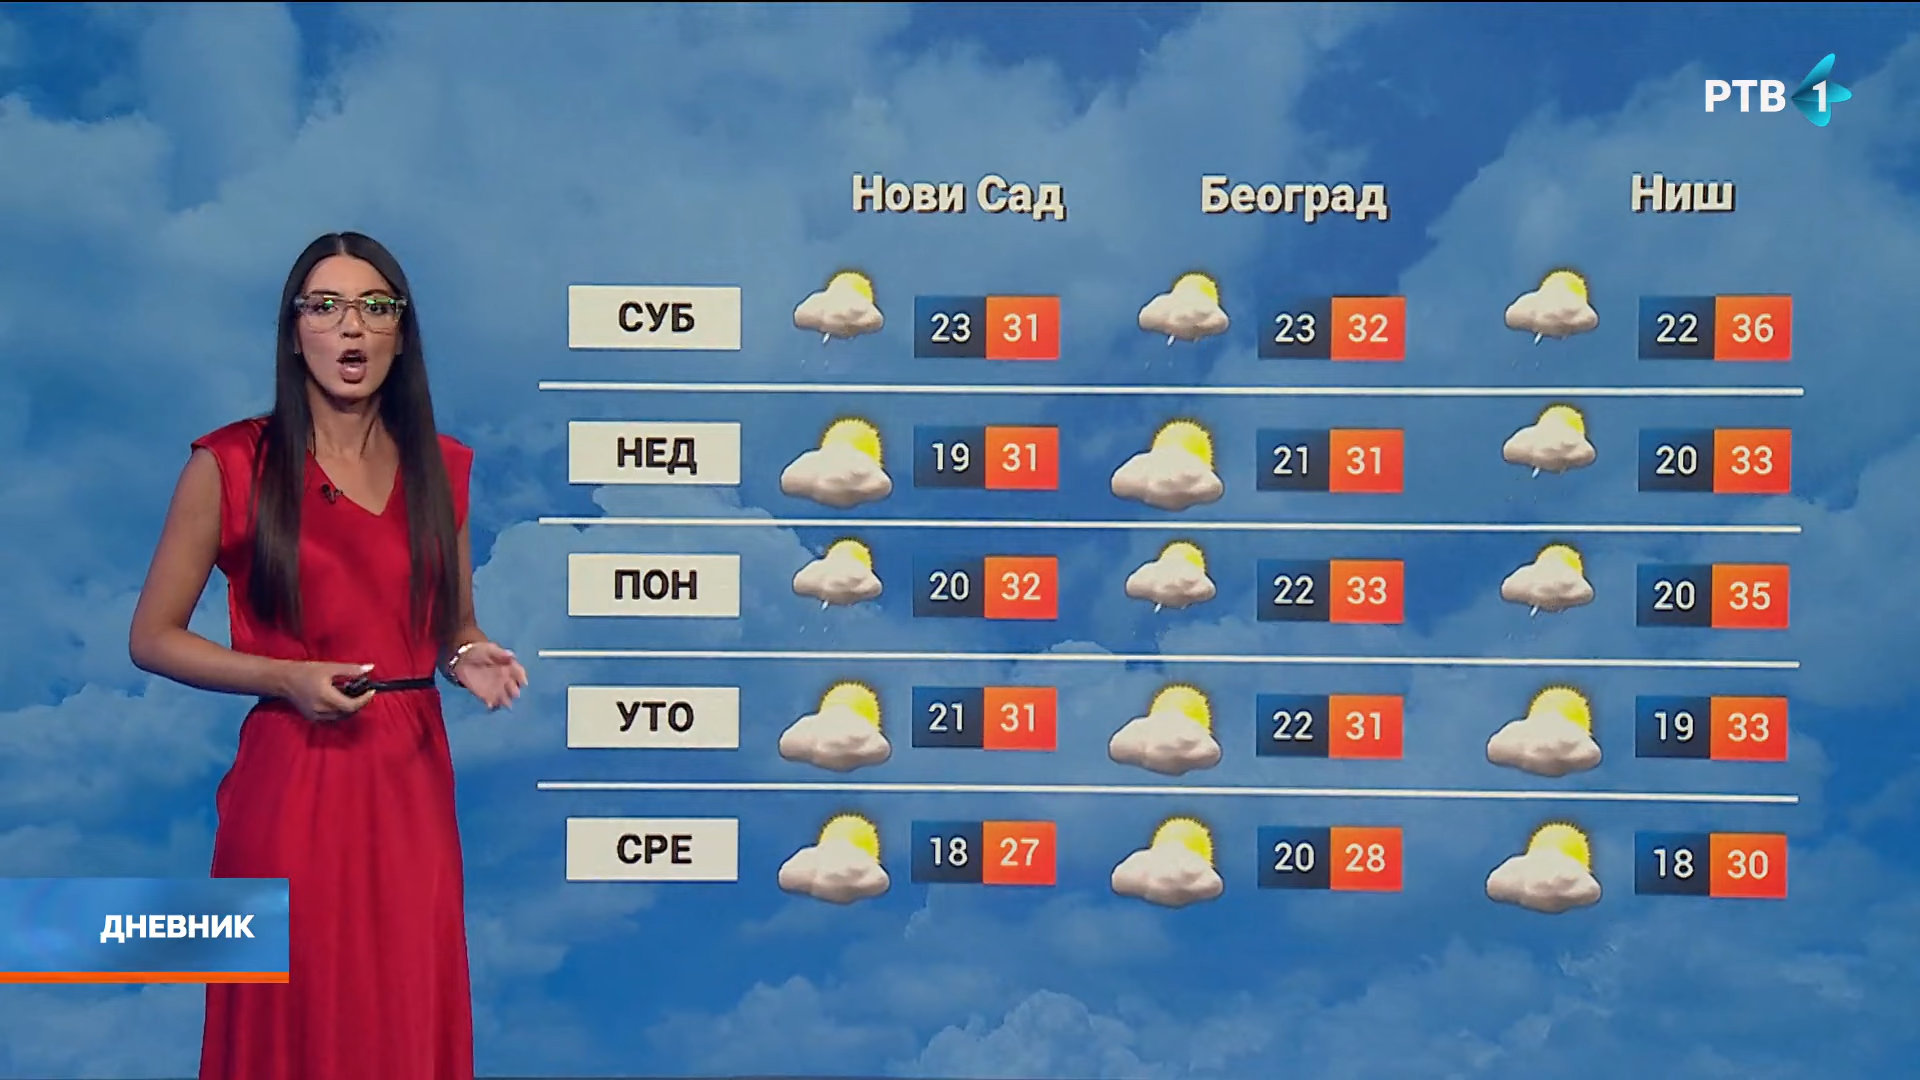 РТВ 1
Нови Сад Београд Ниш
СУБ 23 31 23 32 22 36
НЕД 19 31 21 31 20 33
ПОН 20 32 22 33 20 35
УТО 21 31 22 31 19 33
СРЕ 18 27 20 28 18 30
ДНЕВНИК